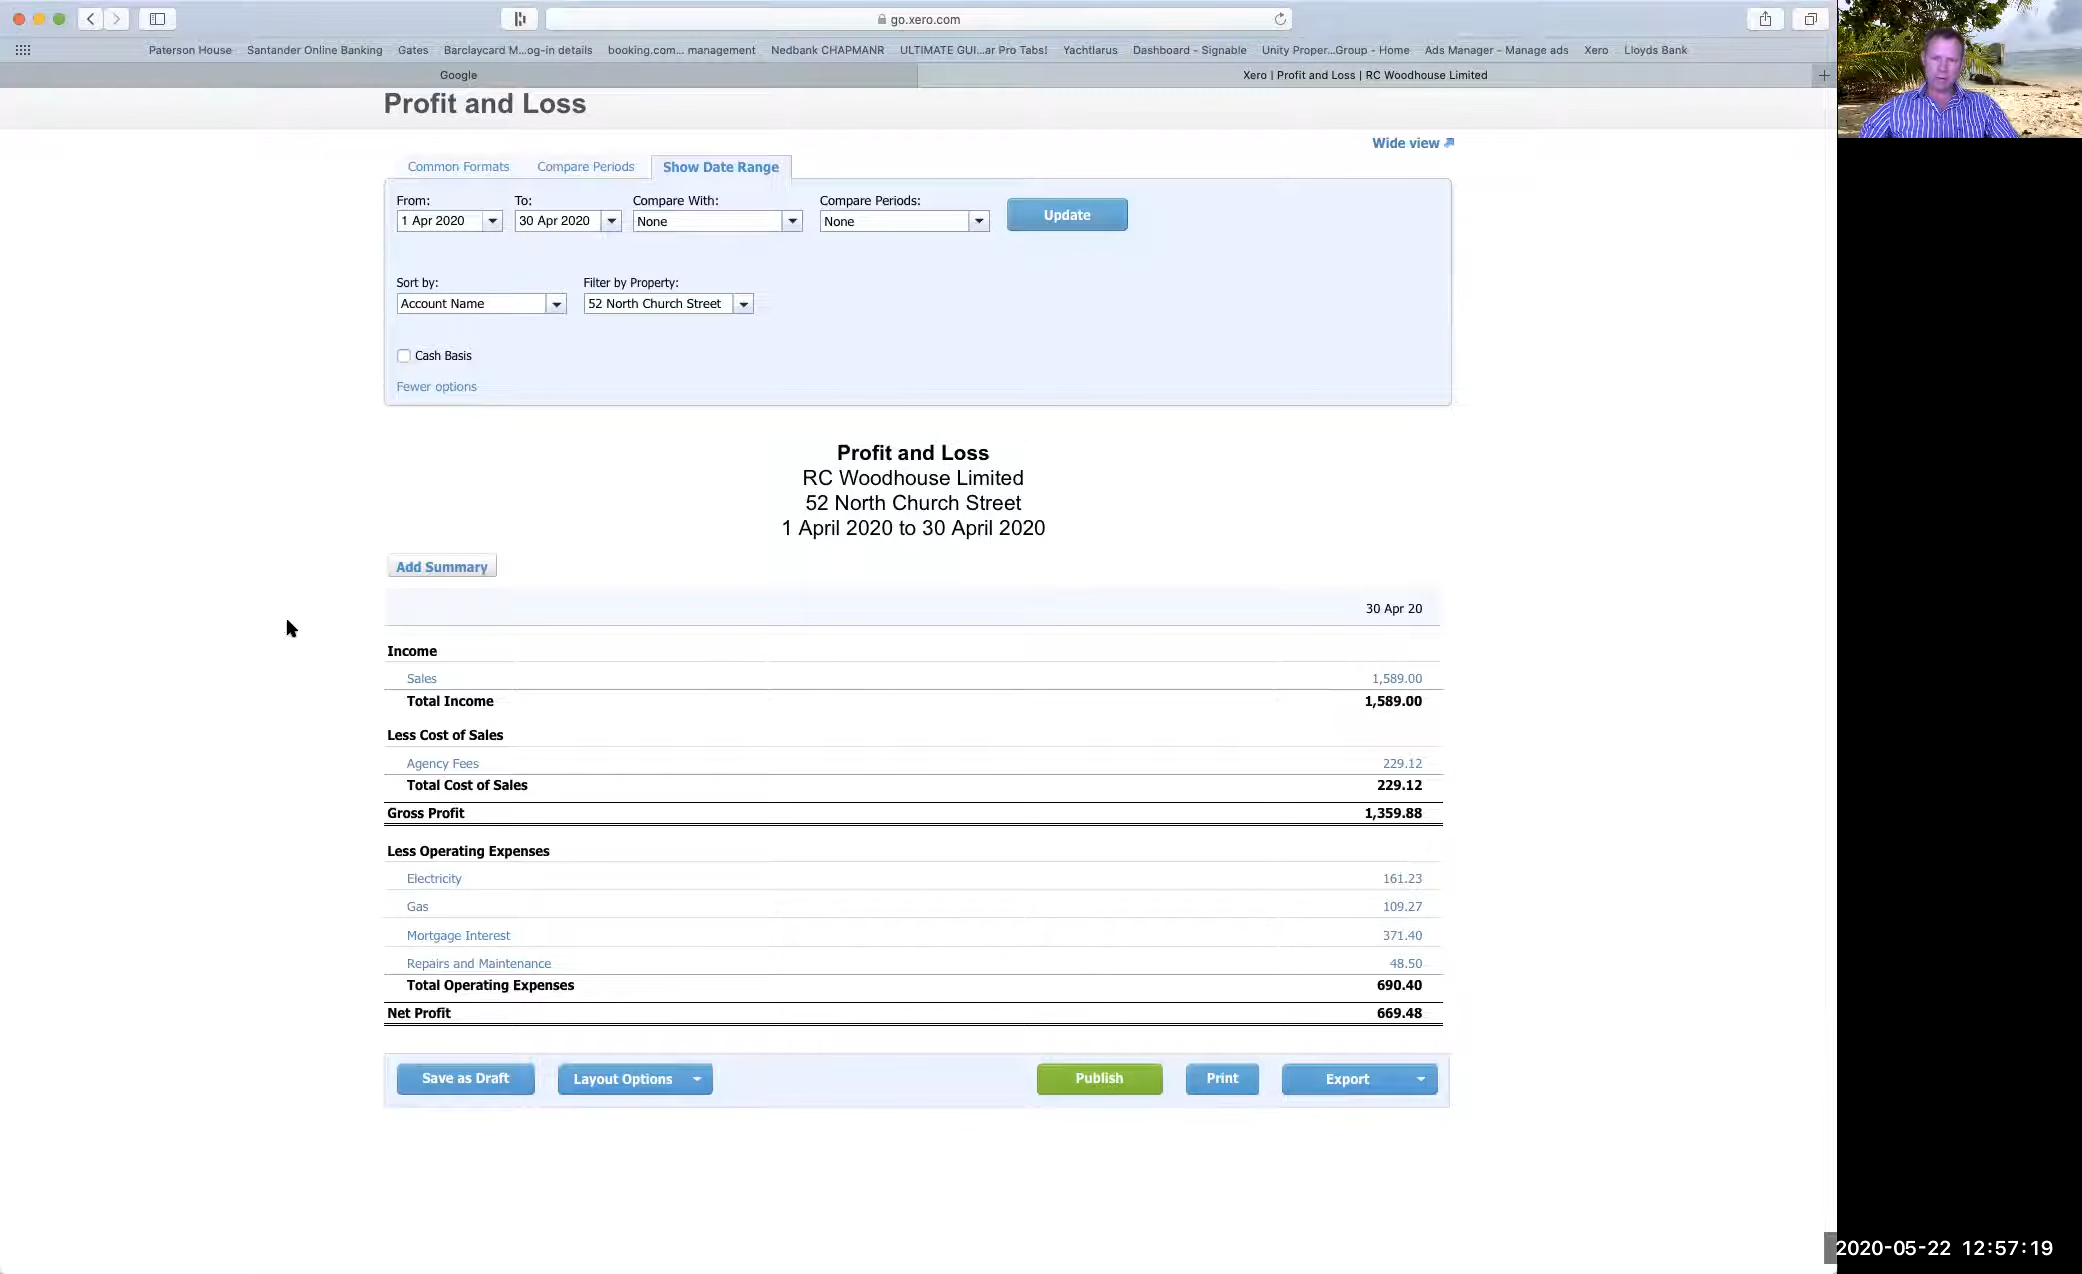 go.xero.com
Paterson House Santander Online Banking Gates Barclaycard M...og-in details booking.com... management Nedbank CHAPMANR ULTIMATE GUI...ar Pro Tabs! Yachtlarus Dashboard - Signable Unity Proper...Group - Home Ads Manager - Manage ads Xero Lloyds Bank
Google Xero | Profit and Loss | RC Woodhouse Limited
Profit and Loss
Wide view
Common Formats Compare Periods Show Date Range
From: To: Compare With: Compare Periods:
1 Apr 2020 30 Apr 2020 None None Update
Sort by: Filter by Property:
Account Name 52 North Church Street
Cash Basis
Fewer options
Profit and Loss
RC Woodhouse Limited
52 North Church Street
1 April 2020 to 30 April 2020
Add Summary
30 Apr 20
Income
Sales 1,589.00
Total Income 1,589.00
Less Cost of Sales
Agency Fees 229.12
Total Cost of Sales 229.12
Gross Profit 1,359.88
Less Operating Expenses
Electricity 161.23
Gas 109.27
Mortgage Interest 371.40
Repairs and Maintenance 48.50
Total Operating Expenses 690.40
Net Profit 669.48
Save as Draft Layout Options Publish Print Export
2020-05-22 12:57:19